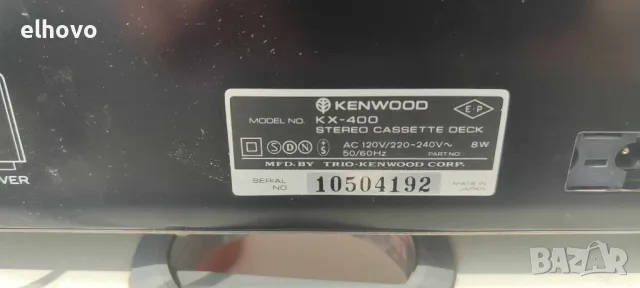 elhovo
KENWOOD
MODEL NO. KX-400
STEREO CASSETTE DECK
E-P
S D N S
AC 120V/220-240V~ 8W
50/60Hz PART NO
MFD. BY TRIO-KENWOOD CORP.
SERIAL NO 10504192
MADE IN JAPAN
VER
BAZAR